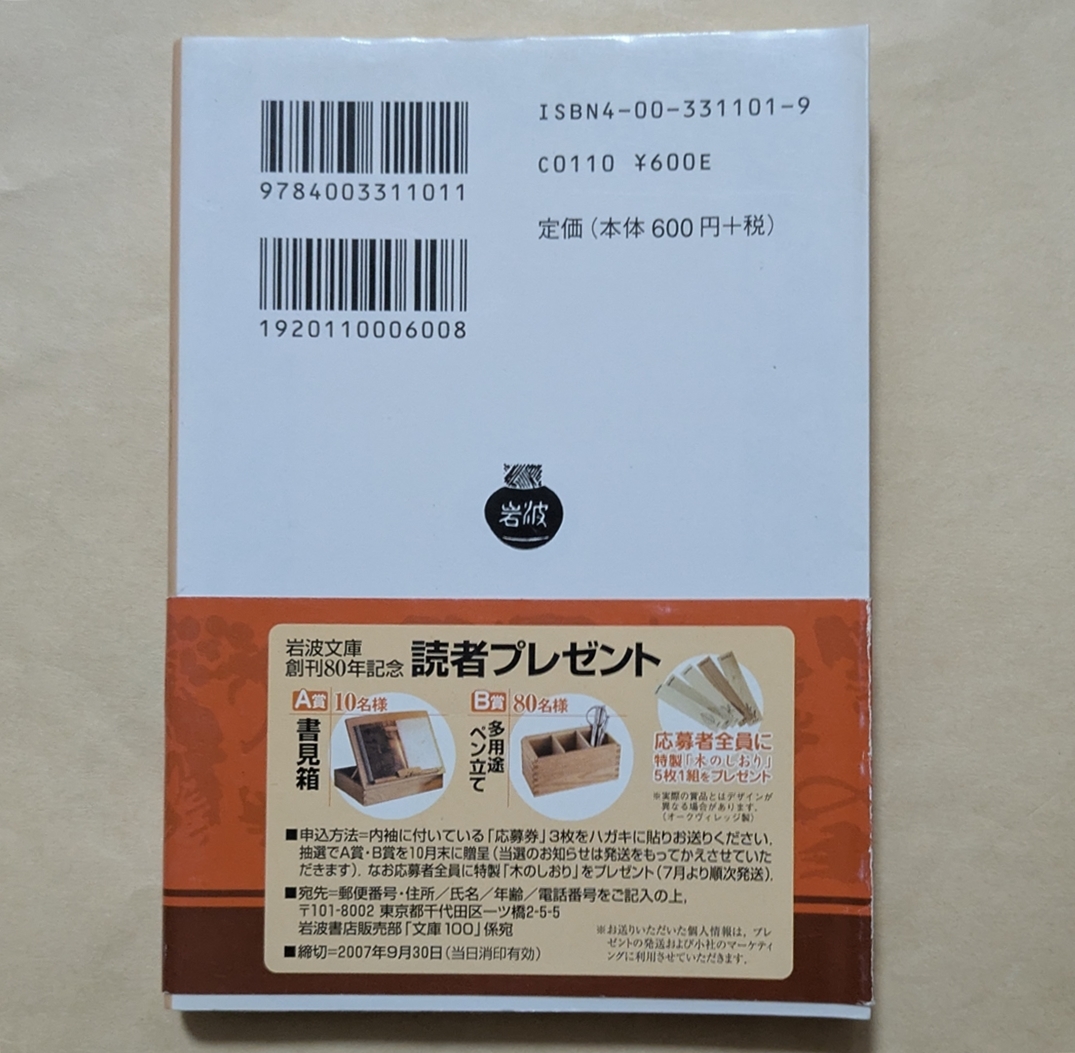 9784003311011
1920110006008
ISBN4-00-331101-9
C0110 ¥600E
定価(本体 600円+税)
岩波
岩波文庫
創刊80年記念
読者プレゼント
A賞 10名様
書見箱
B賞 80名様
多用途
ペン立て
応募者全員に
特製「木のしおり」
5枚1組をプレゼント
※実際の賞品とはデザインが
異なる場合があります.
(オークヴィレッジ製)
■申込方法=内袖に付いている「応募券」3枚をハガキに貼りお送りください.
抽選でA賞・B賞を10月末に贈呈(当選のお知らせは発送をもってかえさせていた
だきます). なお応募者全員に特製「木のしおり」をプレゼント(7月より順次発送).
■宛先=郵便番号・住所/氏名/年齢/電話番号をご記入の上,
〒101-8002 東京都千代田区一ツ橋2-5-5
岩波書店販売部「文庫100」係宛
■締切=2007年9月30日(当日消印有効)
※お送りいただいた個人情報は, プレ
ゼントの発送および小社のマーケティ
ングに利用させていただきます.